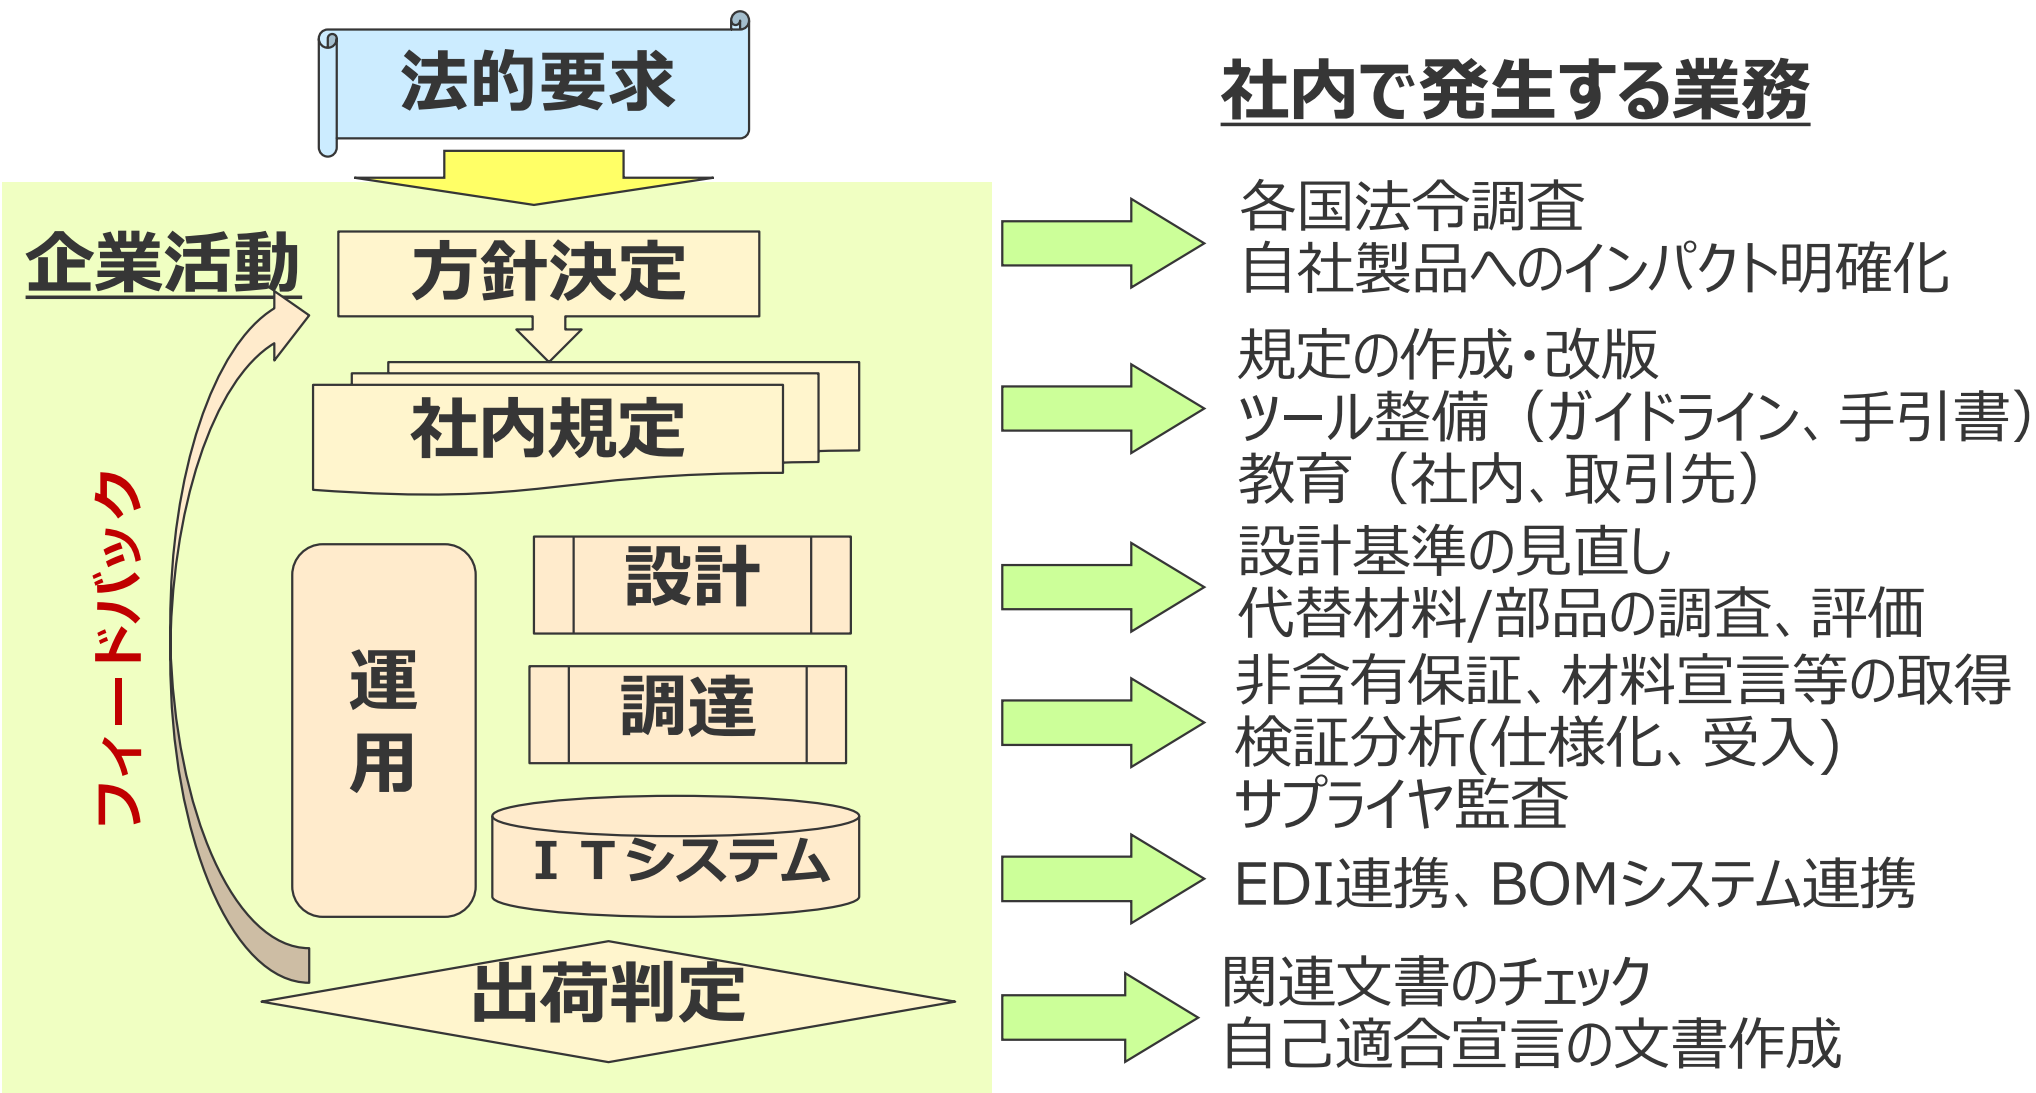 法的要求
企業活動
方針決定
社内規定
フィードバック
運
用
設計
調達
ITシステム
出荷判定
社内で発生する業務
各国法令調査
自社製品へのインパクト明確化
規定の作成・改版
ツール整備（ガイドライン、手引書）
教育（社内、取引先）
設計基準の見直し
代替材料/部品の調査、評価
非含有保証、材料宣言等の取得
検証分析(仕様化、受入)
サプライヤ監査
EDI連携、BOMシステム連携
関連文書のチェック
自己適合宣言の文書作成